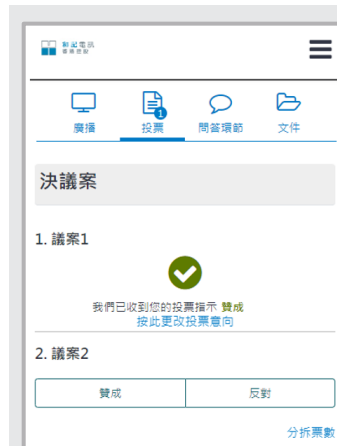 廣播
投票
1
問答環節
文件
決議案
1. 議案1
我們已收到您的投票指示 贊成
按此更改投票意向
2. 議案2
贊成
反對
分拆票數